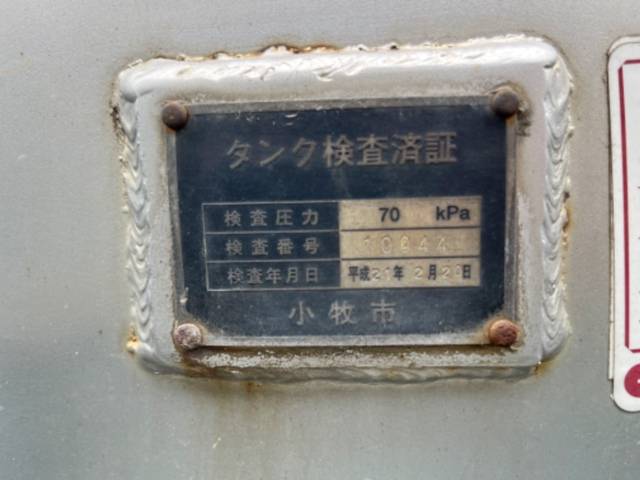 タンク検査済証
検査圧力 70 kPa
検査番号
検査年月日 平成21年 2月20日
小牧市